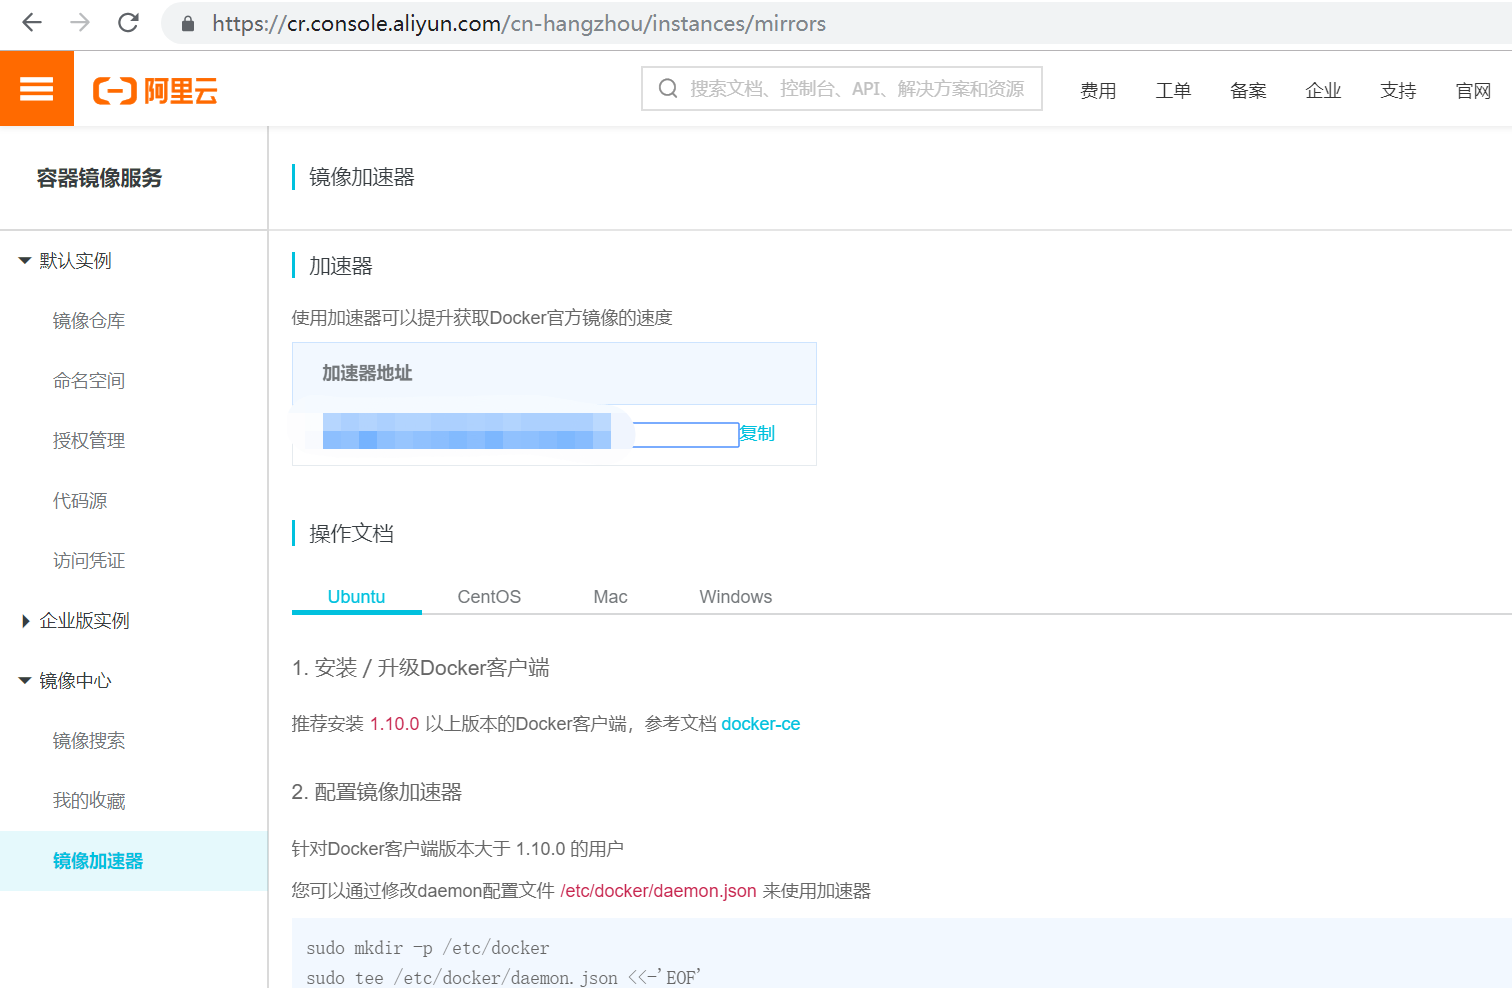 https://cr.console.aliyun.com/cn-hangzhou/instances/mirrors
阿里云
搜索文档、控制台、API、解决方案和资源
费用
工单
备案
企业
支持
官网
容器镜像服务
默认实例
镜像仓库
命名空间
授权管理
代码源
访问凭证
企业版实例
镜像中心
镜像搜索
我的收藏
镜像加速器
镜像加速器
加速器
使用加速器可以提升获取Docker官方镜像的速度
加速器地址
复制
操作文档
Ubuntu CentOS Mac Windows
1. 安装 / 升级Docker客户端
推荐安装 1.10.0 以上版本的Docker客户端，参考文档 docker-ce
2. 配置镜像加速器
针对Docker客户端版本大于 1.10.0 的用户
您可以通过修改daemon配置文件 /etc/docker/daemon.json 来使用加速器
sudo mkdir -p /etc/docker
sudo tee /etc/docker/daemon.json <<-'EOF'